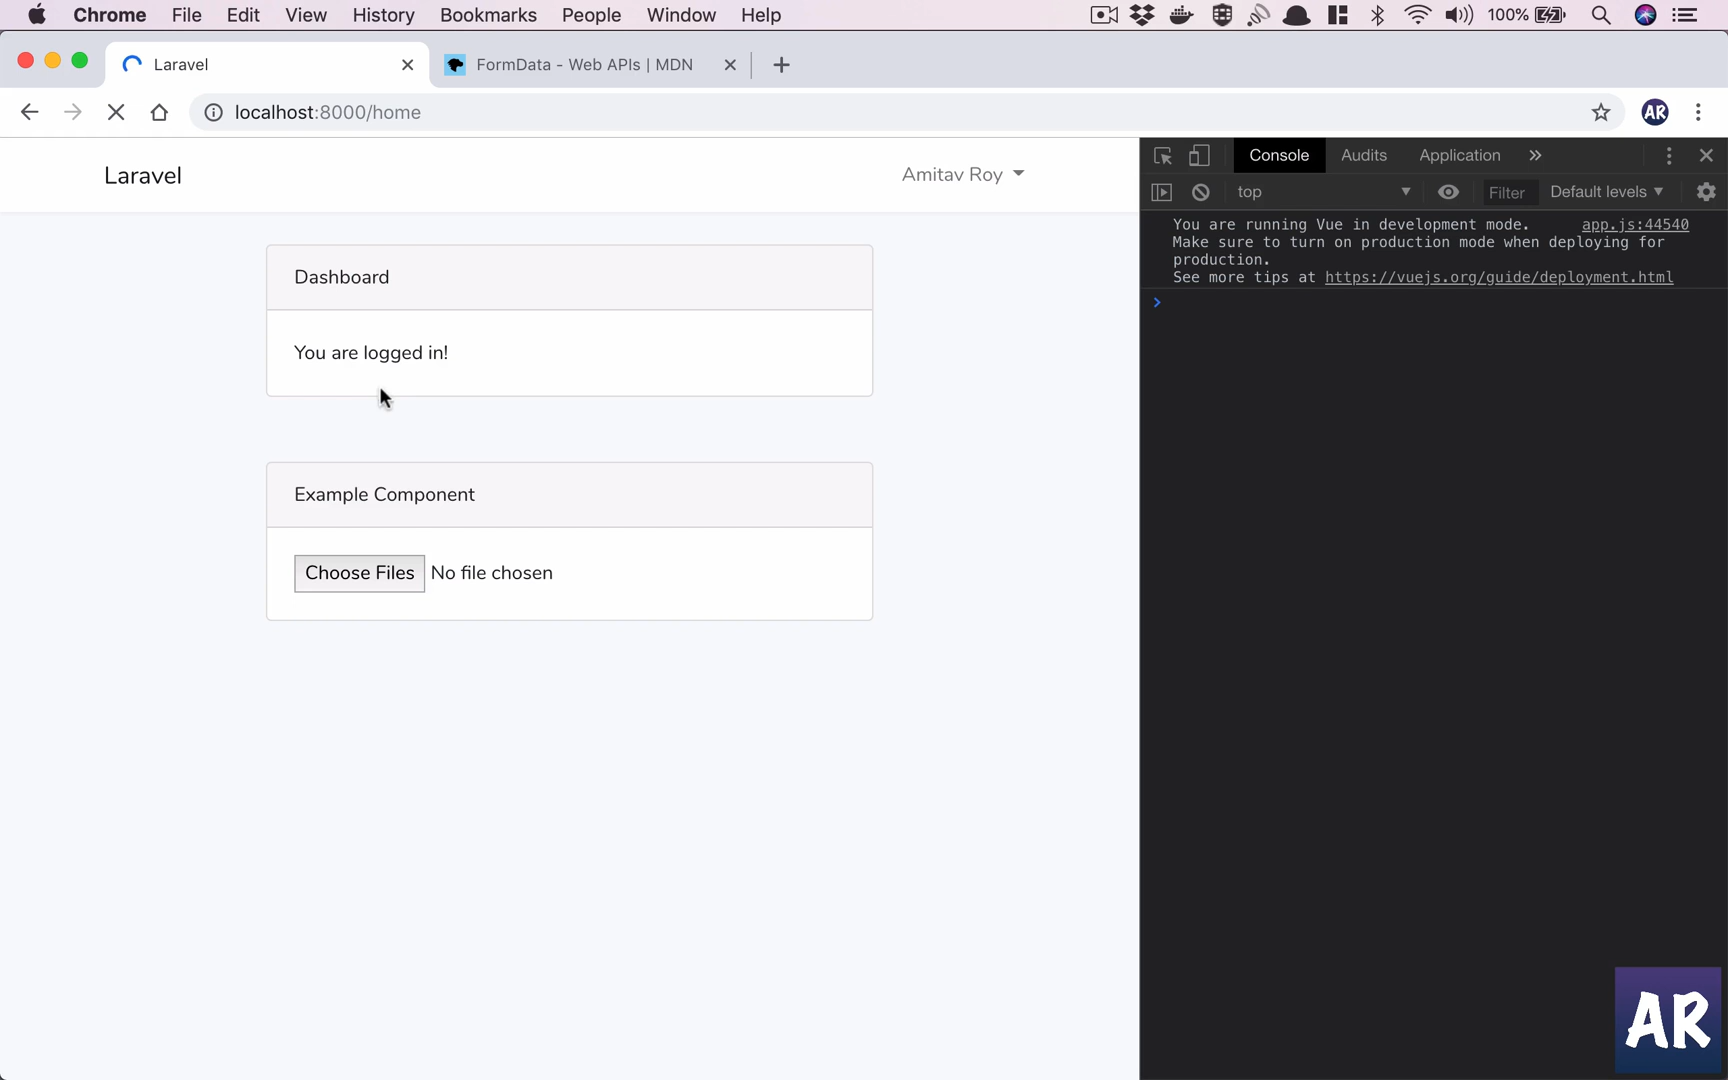 Chrome File Edit View History Bookmarks People Window Help 100%
Laravel FormData - Web APIs | MDN
localhost:8000/home AR
Laravel Amitav Roy
Dashboard
You are logged in!
Example Component
Choose Files No file chosen
Console Audits Application »
top Filter Default levels
You are running Vue in development mode. app.js:44540
Make sure to turn on production mode when deploying for
production.
See more tips at https://vuejs.org/guide/deployment.html
AR